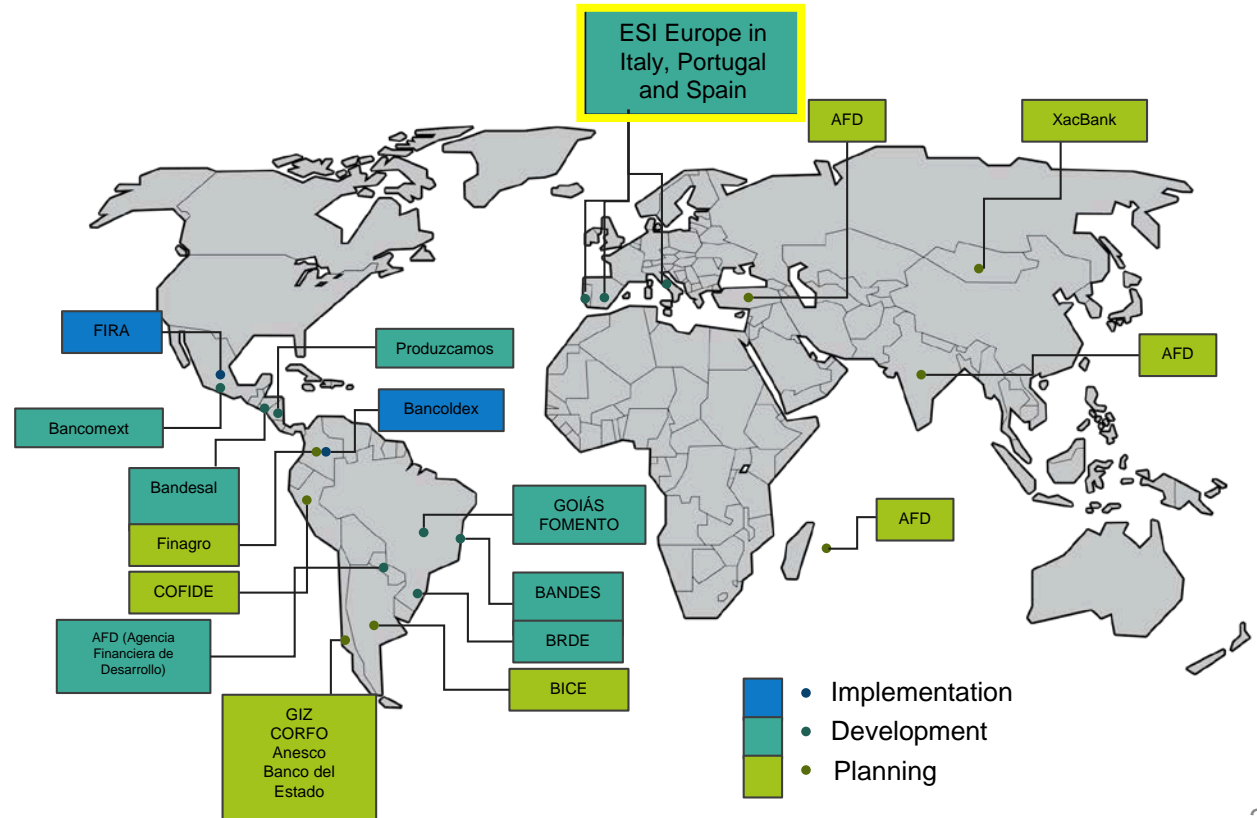 ESI Europe in
Italy, Portugal
and Spain
AFD
XacBank
FIRA
Produzcamos
AFD
Bancomext
Bancoldex
Bandesal
Finagro
GOIÁS
FOMENTO
AFD
COFIDE
BANDES
AFD (Agencia
Financiera de
Desarrollo)
BRDE
BICE
GIZ
CORFO
Anesco
Banco del
Estado
• Implementation
• Development
• Planning